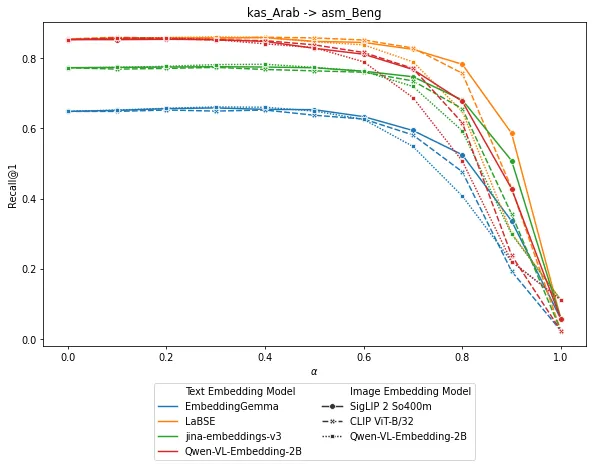 kas_Arab -> asm_Beng
Recall@1
0.8
0.6
0.4
0.2
0.0
0.0 0.2 0.4 0.6 0.8 1.0
α
Text Embedding Model Image Embedding Model
EmbeddingGemma SigLIP 2 So400m
LaBSE CLIP ViT-B/32
jina-embeddings-v3 Qwen-VL-Embedding-2B
Qwen-VL-Embedding-2B